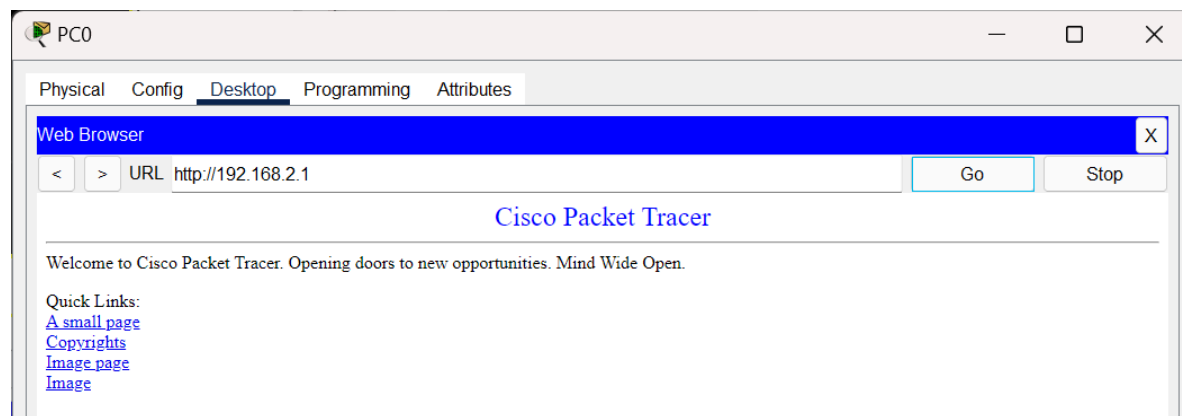 PC0
Physical Config Desktop Programming Attributes
Web Browser X
< > URL http://192.168.2.1 Go Stop
Cisco Packet Tracer
Welcome to Cisco Packet Tracer. Opening doors to new opportunities. Mind Wide Open.
Quick Links:
A small page
Copyrights
Image page
Image